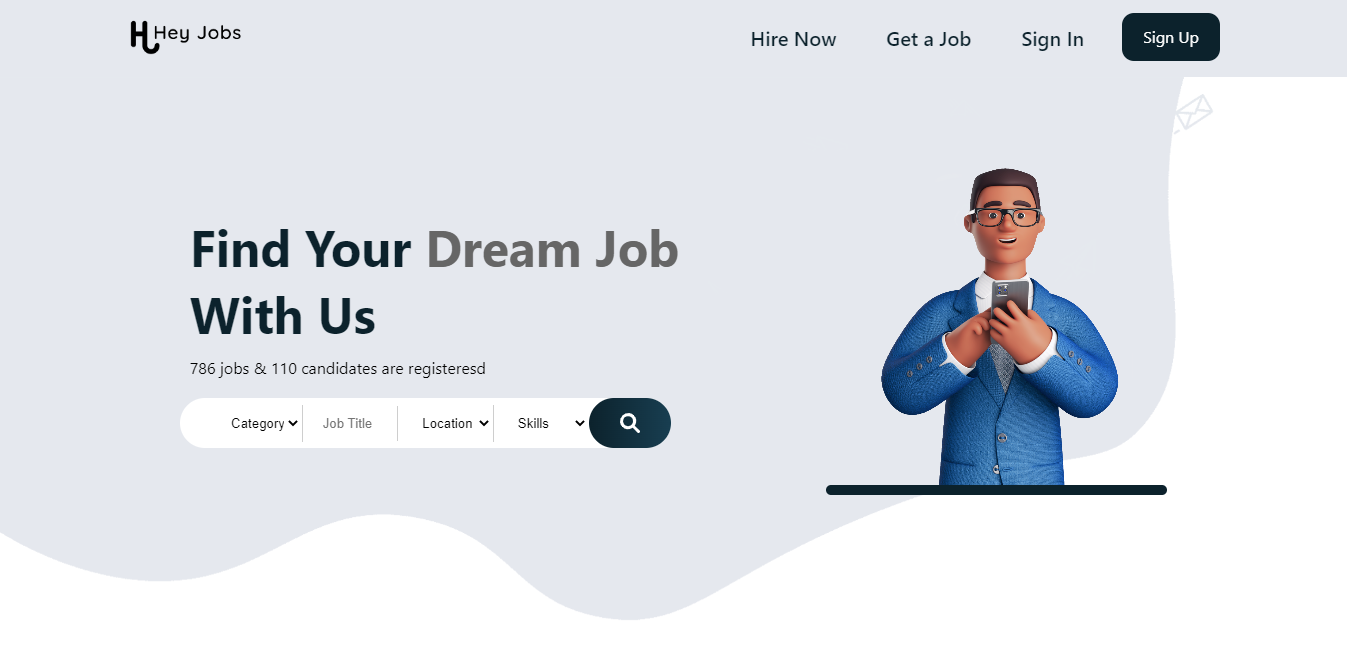 Hey Jobs
Hire Now
Get a Job
Sign In
Sign Up
Find Your Dream Job
With Us
786 jobs & 110 candidates are registeresd
Category
Job Title
Location
Skills